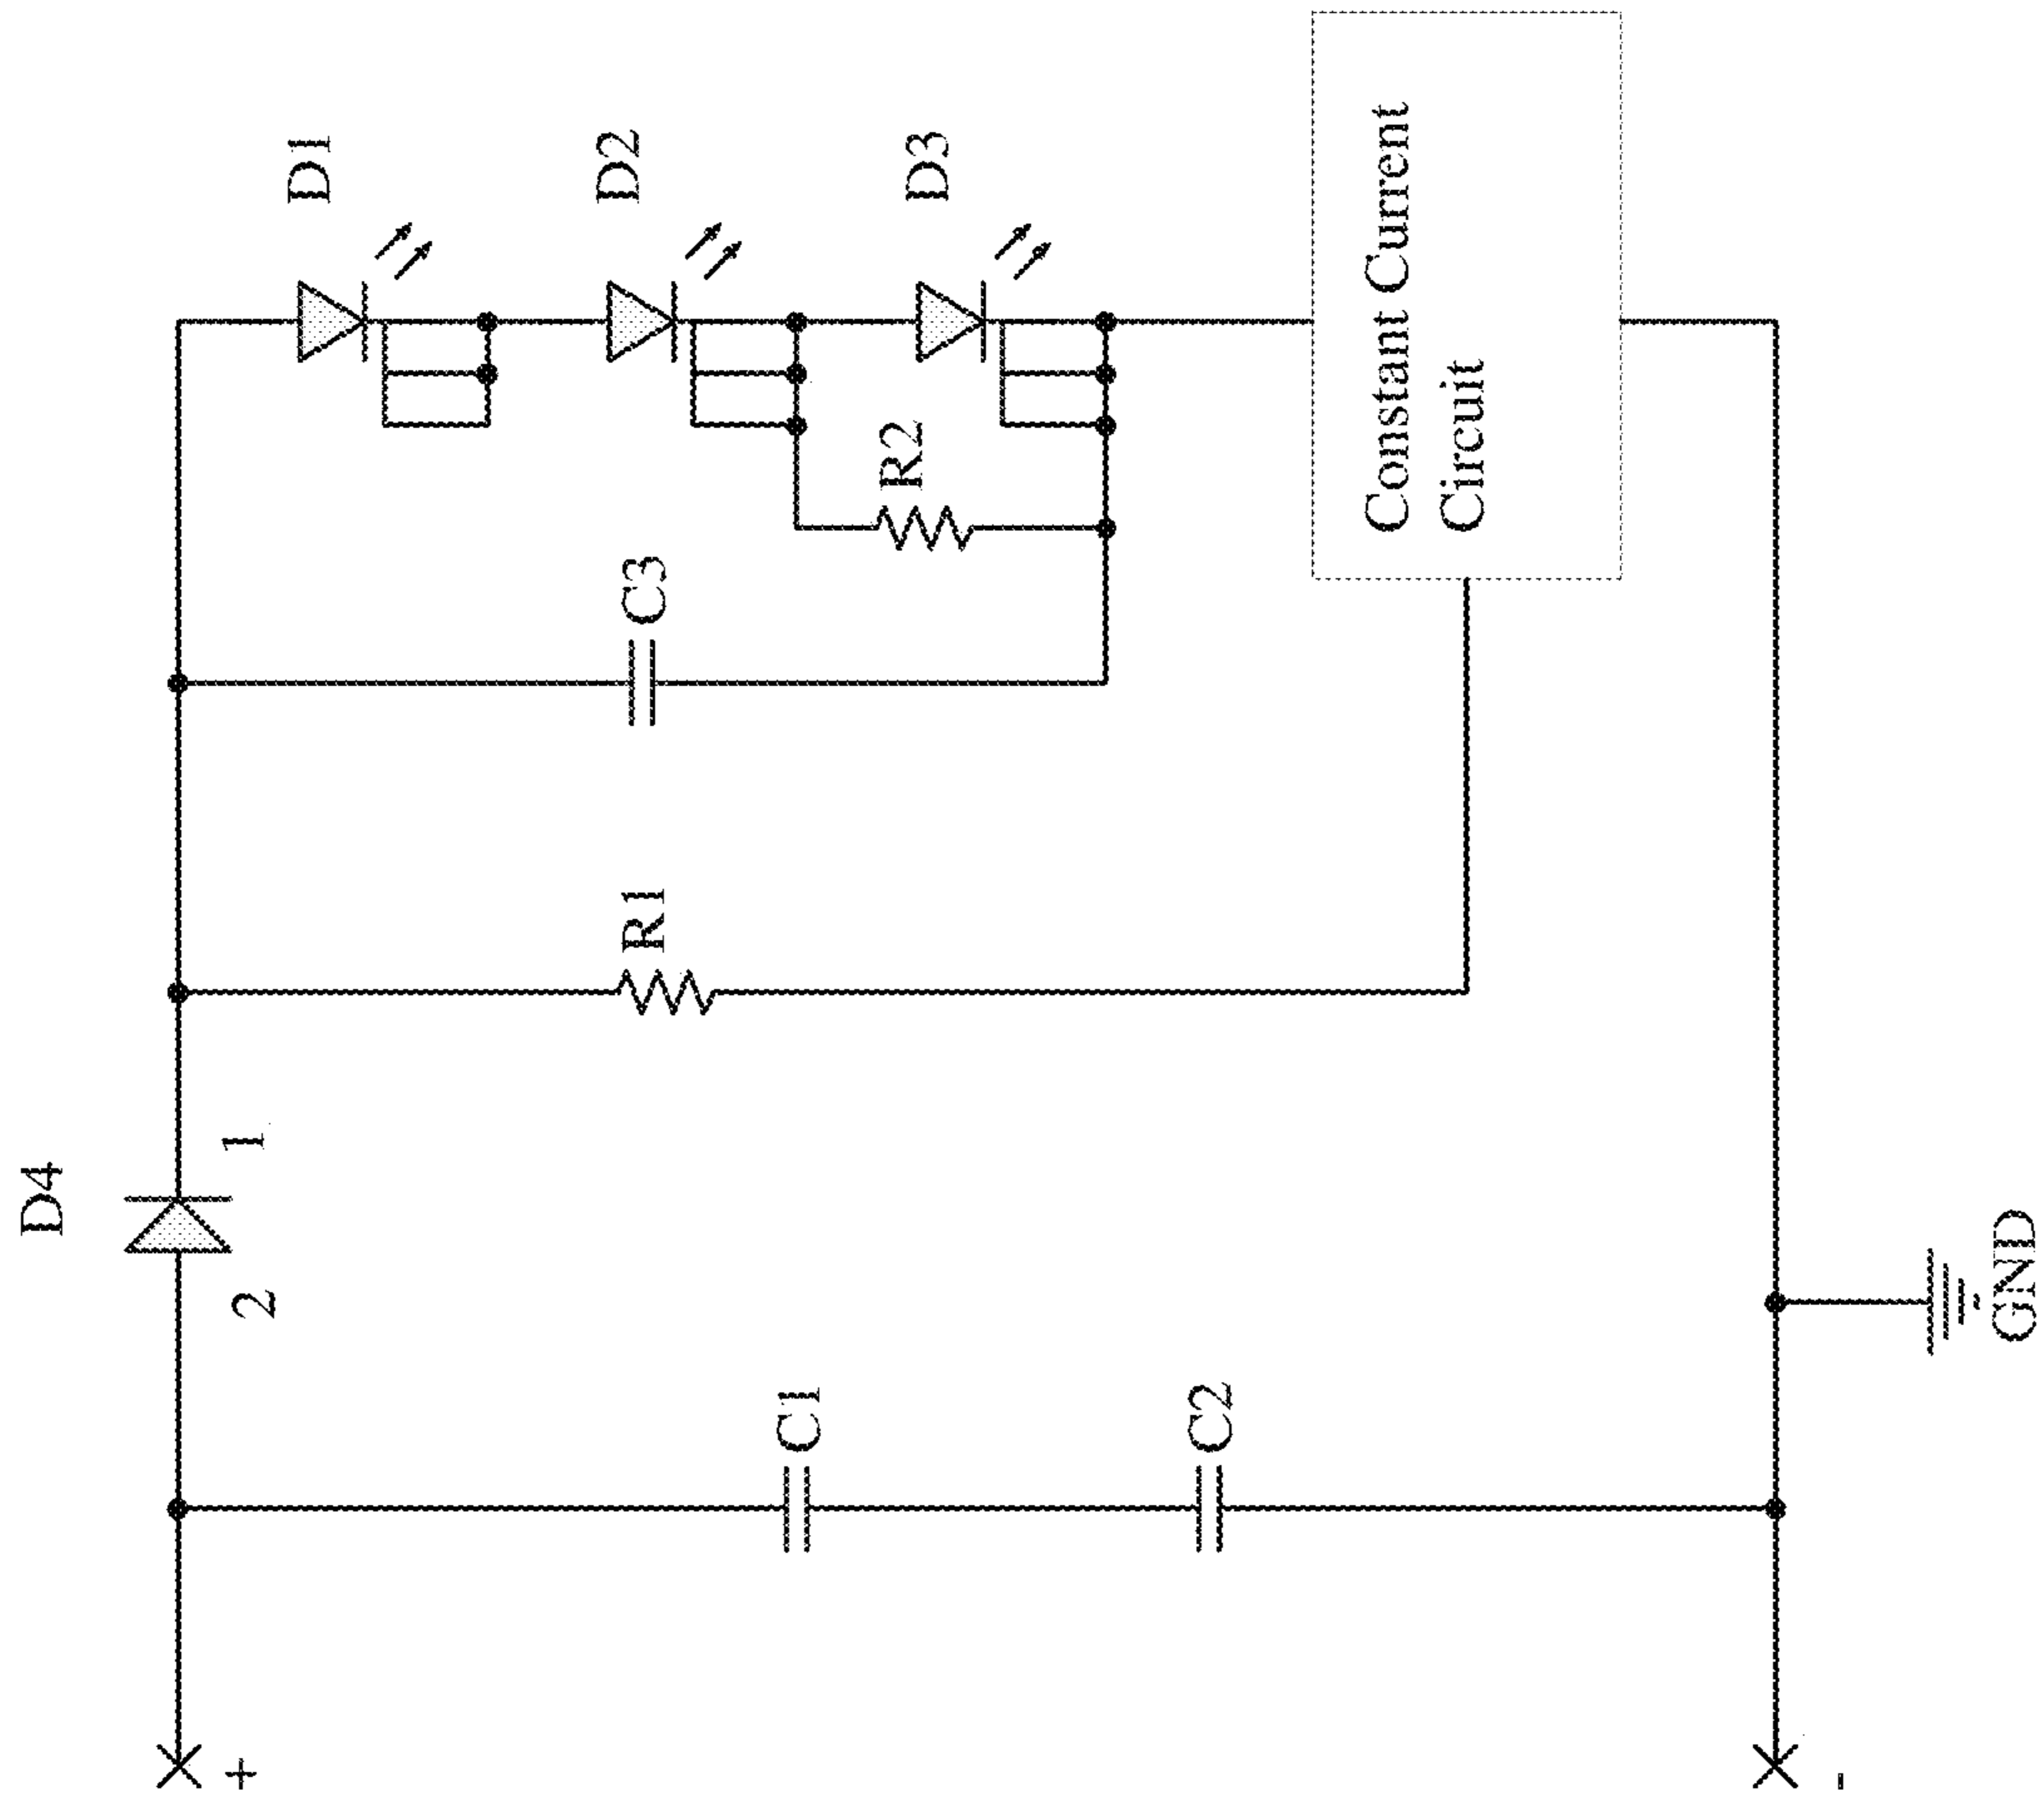 D4
2
1
+
-
C1
C2
R1
C3
R2
D1
D2
D3
Constant Current
Circuit
GND